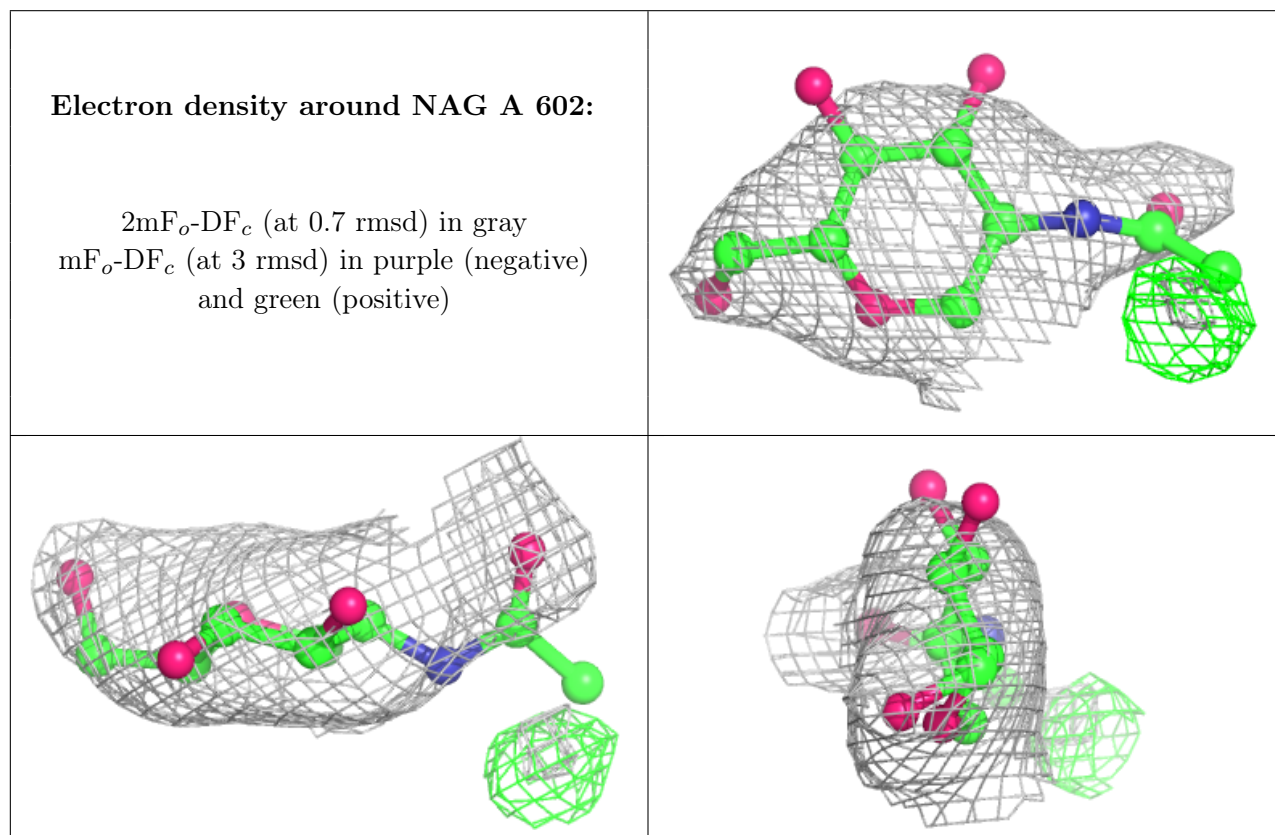 Electron density around NAG A 602:
2mFo-DFc (at 0.7 rmsd) in gray
mFo-DFc (at 3 rmsd) in purple (negative)
and green (positive)